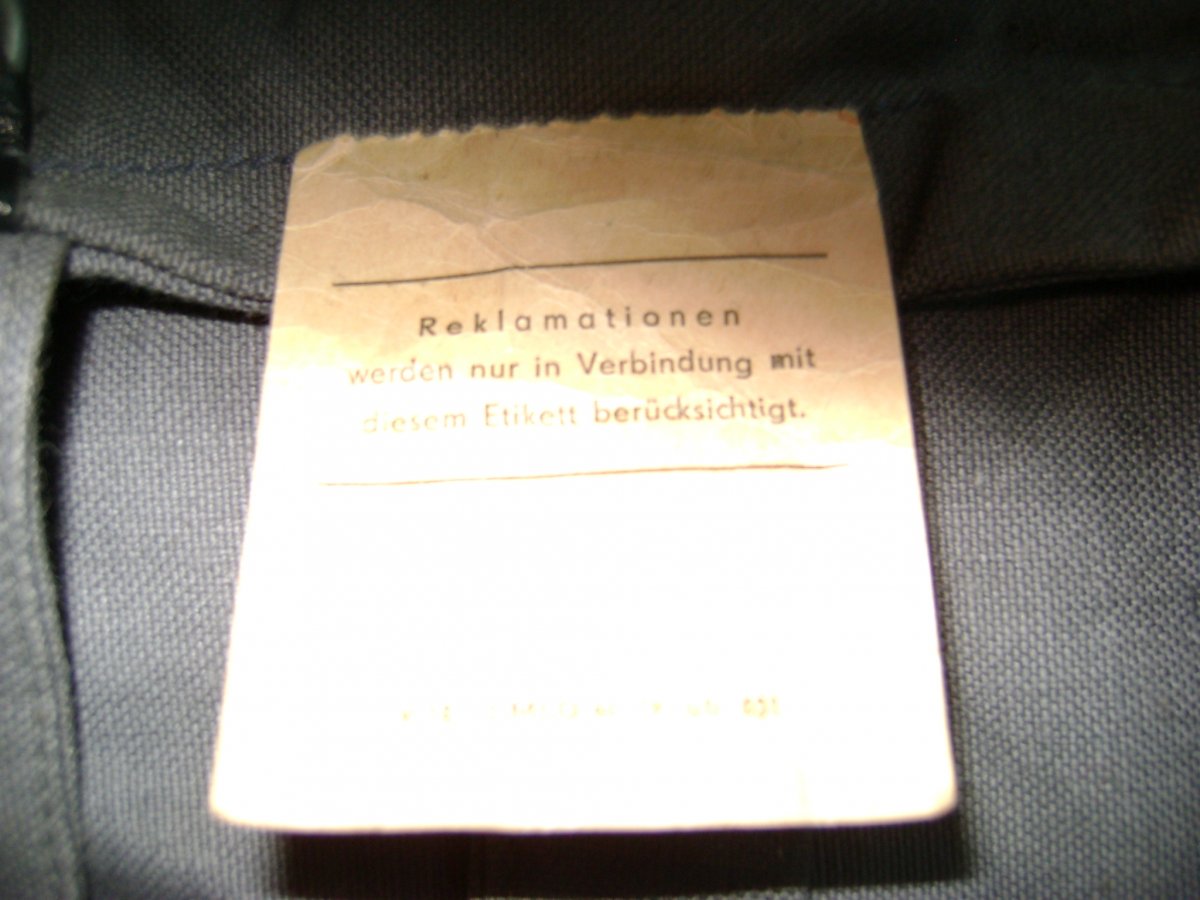 Reklamationen
werden nur in Verbindung mit
diesem Etikett berücksichtigt.